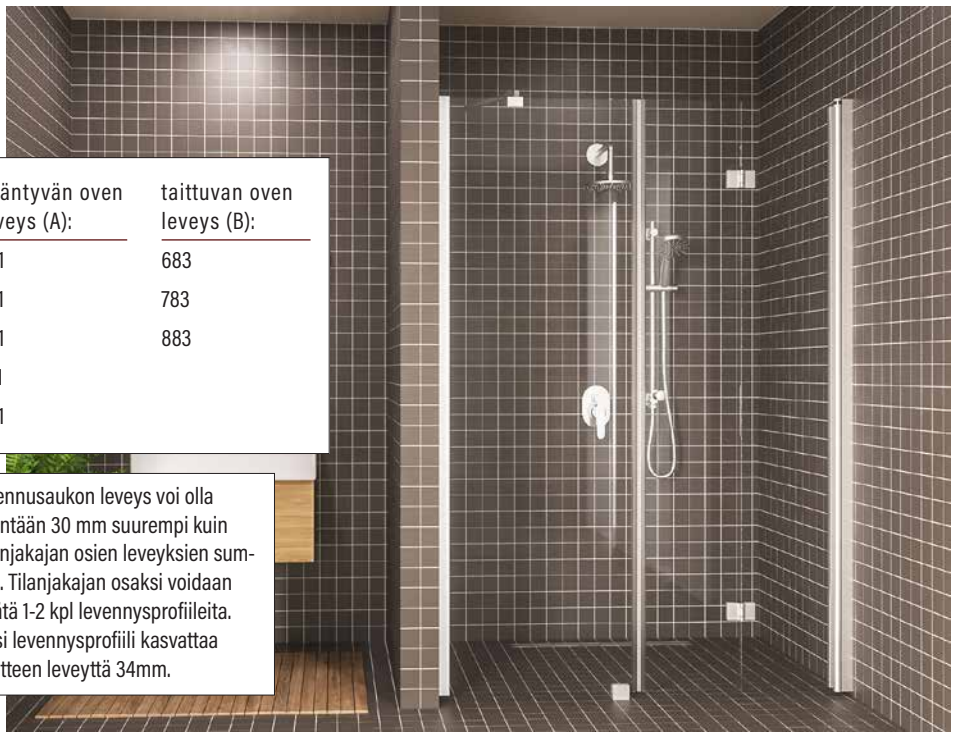 äntyvän oven taittuvan oven
veys (A): leveys (B):
1 683
1 783
1 883
1
1
ennusaukon leveys voi olla
intään 30 mm suurempi kuin
njakajan osien leveyksien sum-
. Tilanjakajan osaksi voidaan
ätä 1-2 kpl levennysprofiileita.
si levennysprofiili kasvattaa
tteen leveyttä 34mm.